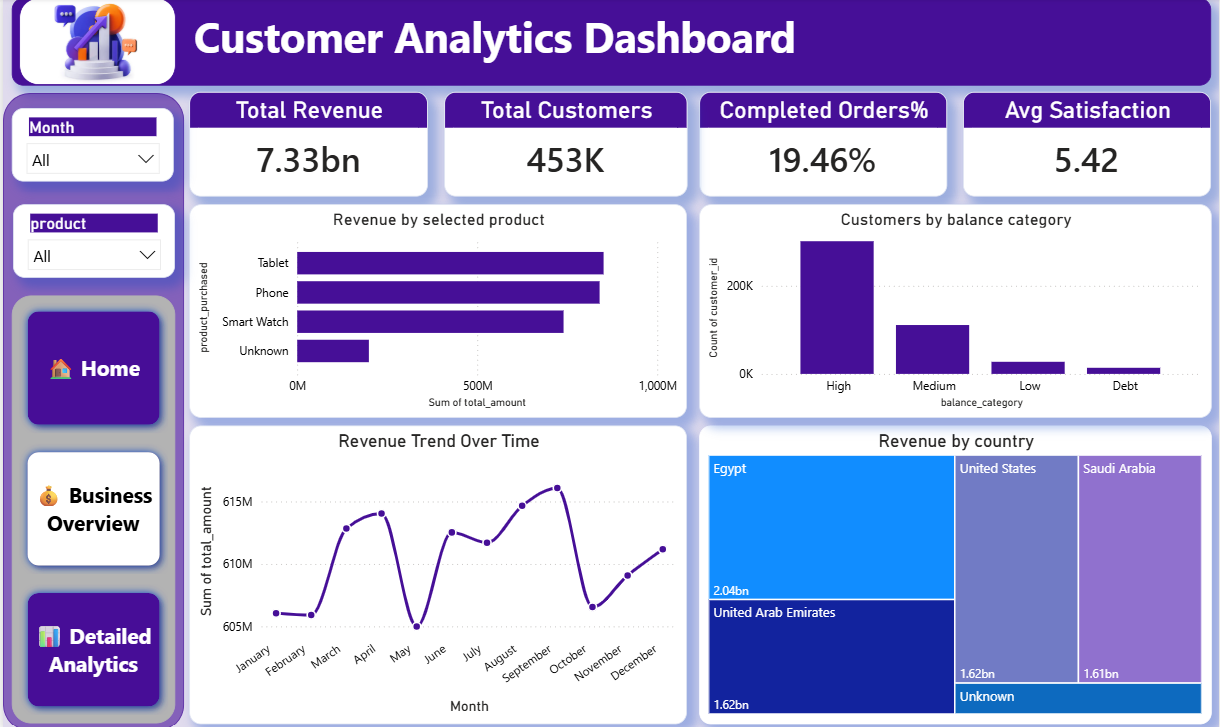 Customer Analytics Dashboard
Month
All
product
All
🏠 Home
💰 Business
Overview
📊 Detailed
Analytics
Total Revenue
7.33bn
Total Customers
453K
Completed Orders%
19.46%
Avg Satisfaction
5.42
Revenue by selected product
product_purchased
Tablet
Phone
Smart Watch
Unknown
0M
500M
1,000M
Sum of total_amount
Customers by balance category
Count of customer_id
200K
0K
High
Medium
Low
Debt
balance_category
Revenue Trend Over Time
Sum of total_amount
615M
610M
605M
January
February
March
April
May
June
July
August
September
October
November
December
Month
Revenue by country
Egypt
2.04bn
United Arab Emirates
1.62bn
United States
1.62bn
Saudi Arabia
1.61bn
Unknown